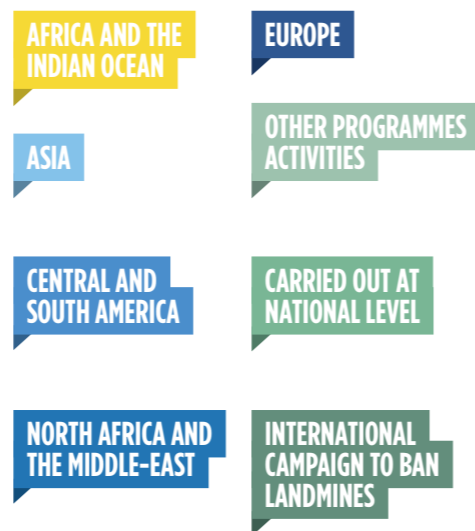 AFRICA AND THE
INDIAN OCEAN
ASIA
CENTRAL AND
SOUTH AMERICA
NORTH AFRICA AND
THE MIDDLE-EAST
EUROPE
OTHER PROGRAMMES
ACTIVITIES
CARRIED OUT AT
NATIONAL LEVEL
INTERNATIONAL
CAMPAIGN TO BAN
LANDMINES